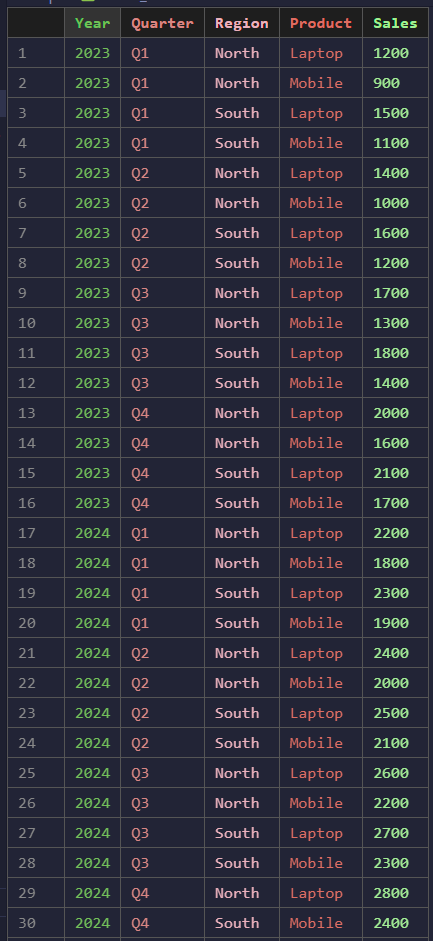 Year Quarter Region Product Sales
1 2023 Q1 North Laptop 1200
2 2023 Q1 North Mobile 900
3 2023 Q1 South Laptop 1500
4 2023 Q1 South Mobile 1100
5 2023 Q2 North Laptop 1400
6 2023 Q2 North Mobile 1000
7 2023 Q2 South Laptop 1600
8 2023 Q2 South Mobile 1200
9 2023 Q3 North Laptop 1700
10 2023 Q3 North Mobile 1300
11 2023 Q3 South Laptop 1800
12 2023 Q3 South Mobile 1400
13 2023 Q4 North Laptop 2000
14 2023 Q4 North Mobile 1600
15 2023 Q4 South Laptop 2100
16 2023 Q4 South Mobile 1700
17 2024 Q1 North Laptop 2200
18 2024 Q1 North Mobile 1800
19 2024 Q1 South Laptop 2300
20 2024 Q1 South Mobile 1900
21 2024 Q2 North Laptop 2400
22 2024 Q2 North Mobile 2000
23 2024 Q2 South Laptop 2500
24 2024 Q2 South Mobile 2100
25 2024 Q3 North Laptop 2600
26 2024 Q3 North Mobile 2200
27 2024 Q3 South Laptop 2700
28 2024 Q3 South Mobile 2300
29 2024 Q4 North Laptop 2800
30 2024 Q4 South Mobile 2400